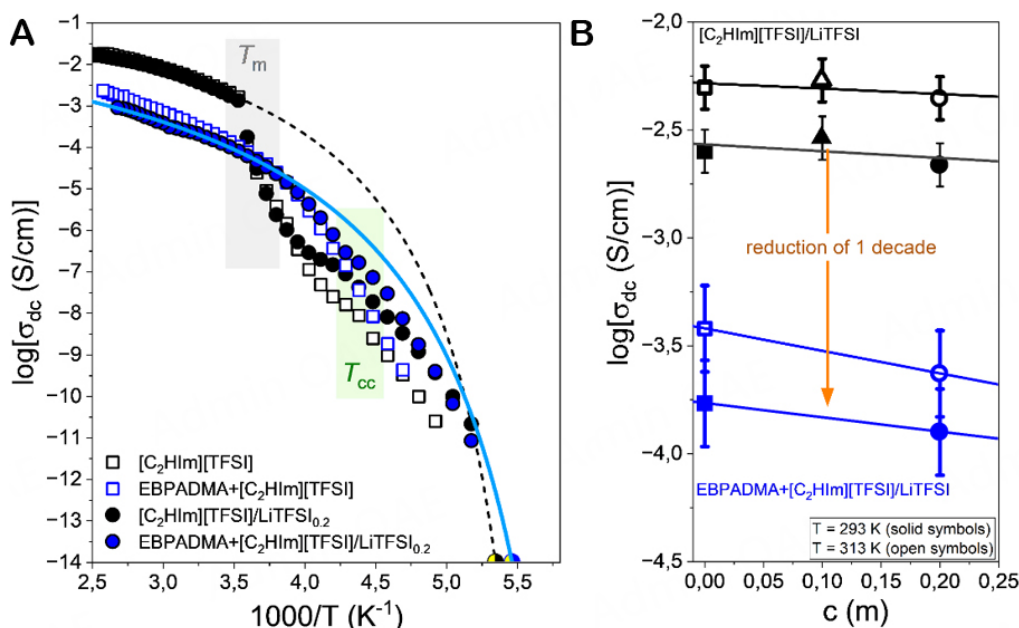 A
log[σdc] (S/cm)
−1
−2
−3
−4
−5
−6
−7
−8
−9
−10
−11
−12
−13
−14
Tm
Tcc
[C2HIm][TFSI]
EBPADMA+[C2HIm][TFSI]
[C2HIm][TFSI]/LiTFSI0.2
EBPADMA+[C2HIm][TFSI]/LiTFSI0.2
2,5 3,0 3,5 4,0 4,5 5,0 5,5
1000/T (K-1)
B
log[σdc] (S/cm)
−2,0
−2,5
−3,0
−3,5
−4,0
−4,5
[C2HIm][TFSI]/LiTFSI
reduction of 1 decade
EBPADMA+[C2HIm][TFSI]/LiTFSI
T = 293 K (solid symbols)
T = 313 K (open symbols)
0,00 0,05 0,10 0,15 0,20 0,25
c (m)